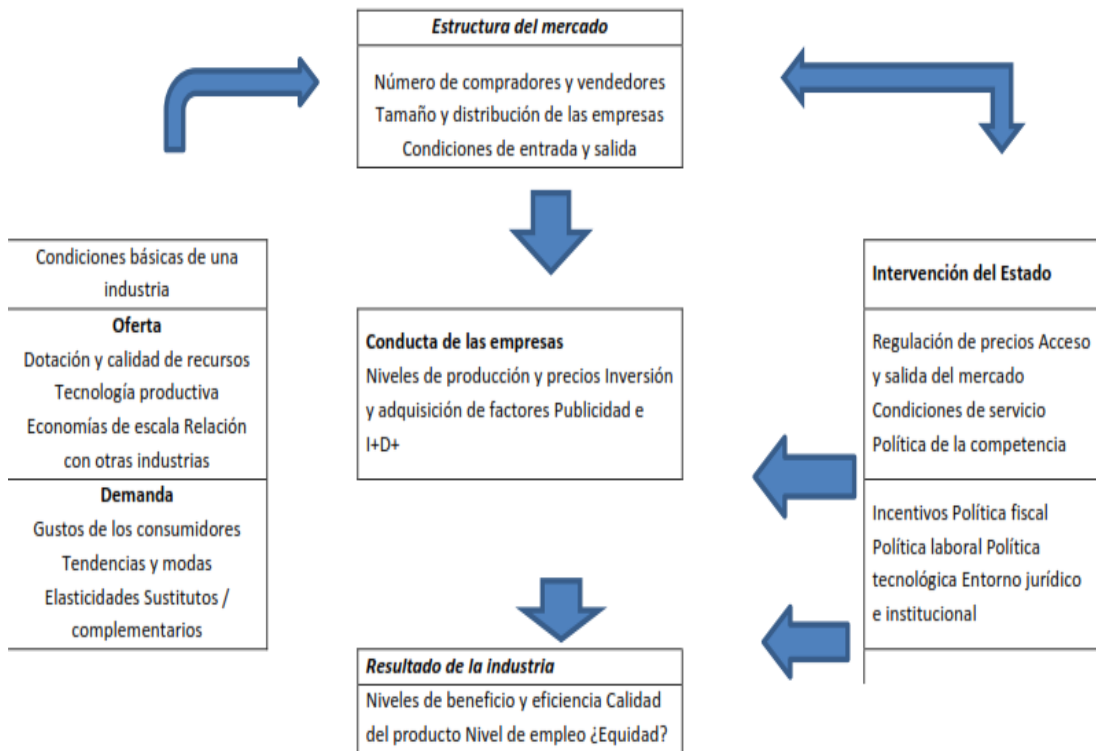 Estructura del mercado
Número de compradores y vendedores
Tamaño y distribución de las empresas
Condiciones de entrada y salida
Condiciones básicas de una
industria
Oferta
Dotación y calidad de recursos
Tecnología productiva
Economías de escala Relación
con otras industrias
Demanda
Gustos de los consumidores
Tendencias y modas
Elasticidades Sustitutos /
complementarios
Conducta de las empresas
Niveles de producción y precios Inversión
y adquisición de factores Publicidad e
I+D+
Intervención del Estado
Regulación de precios Acceso
y salida del mercado
Condiciones de servicio
Política de la competencia
Incentivos Política fiscal
Política laboral Política
tecnológica Entorno jurídico
e institucional
Resultado de la industria
Niveles de beneficio y eficiencia Calidad
del producto Nivel de empleo ¿Equidad?